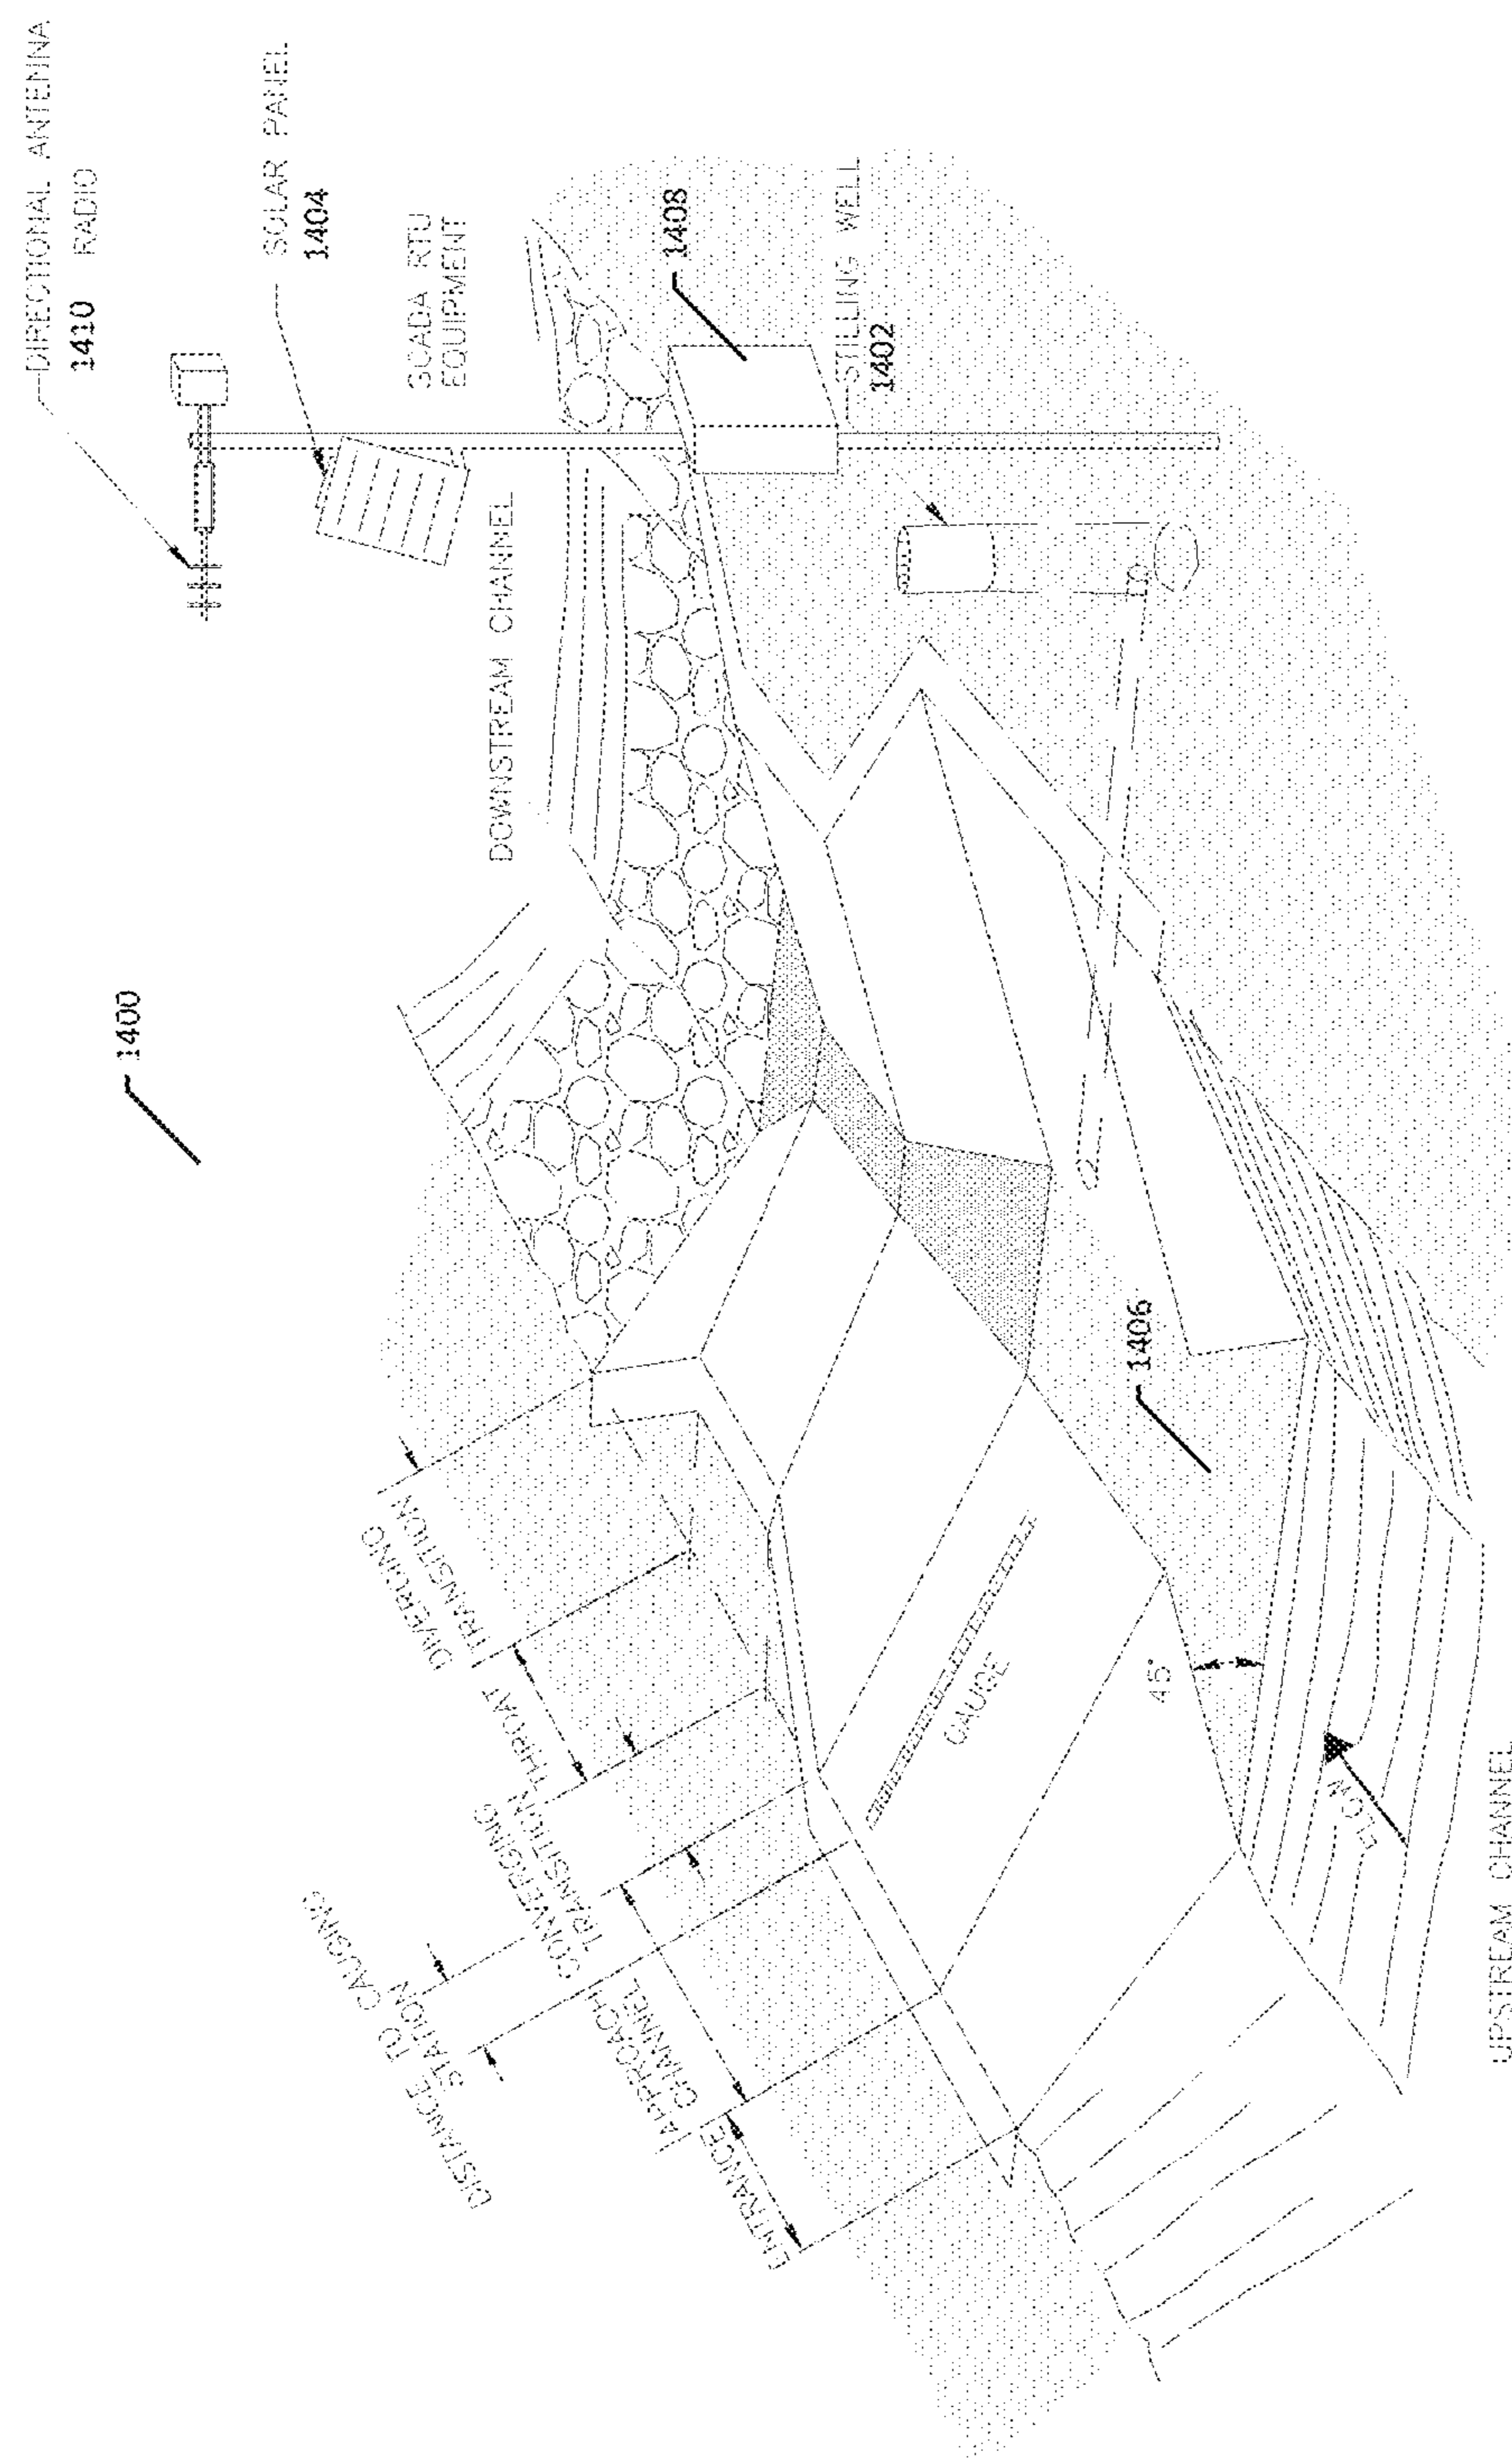 DIRECTIONAL ANTENNA
1410 RADIO
SOLAR PANEL
1404
SCADA RTU
EQUIPMENT
1408
STILLING WELL
1402
DOWNSTREAM CHANNEL
1400
1406
DIVERGING
TRANSITION
THROAT
CONVERGING
TRANSITION
DISTANCE TO GAUGING
STATION
APPROACH
CHANNEL
ENTRANCE
GAUGE
45°
FLOW
UPSTREAM CHANNEL